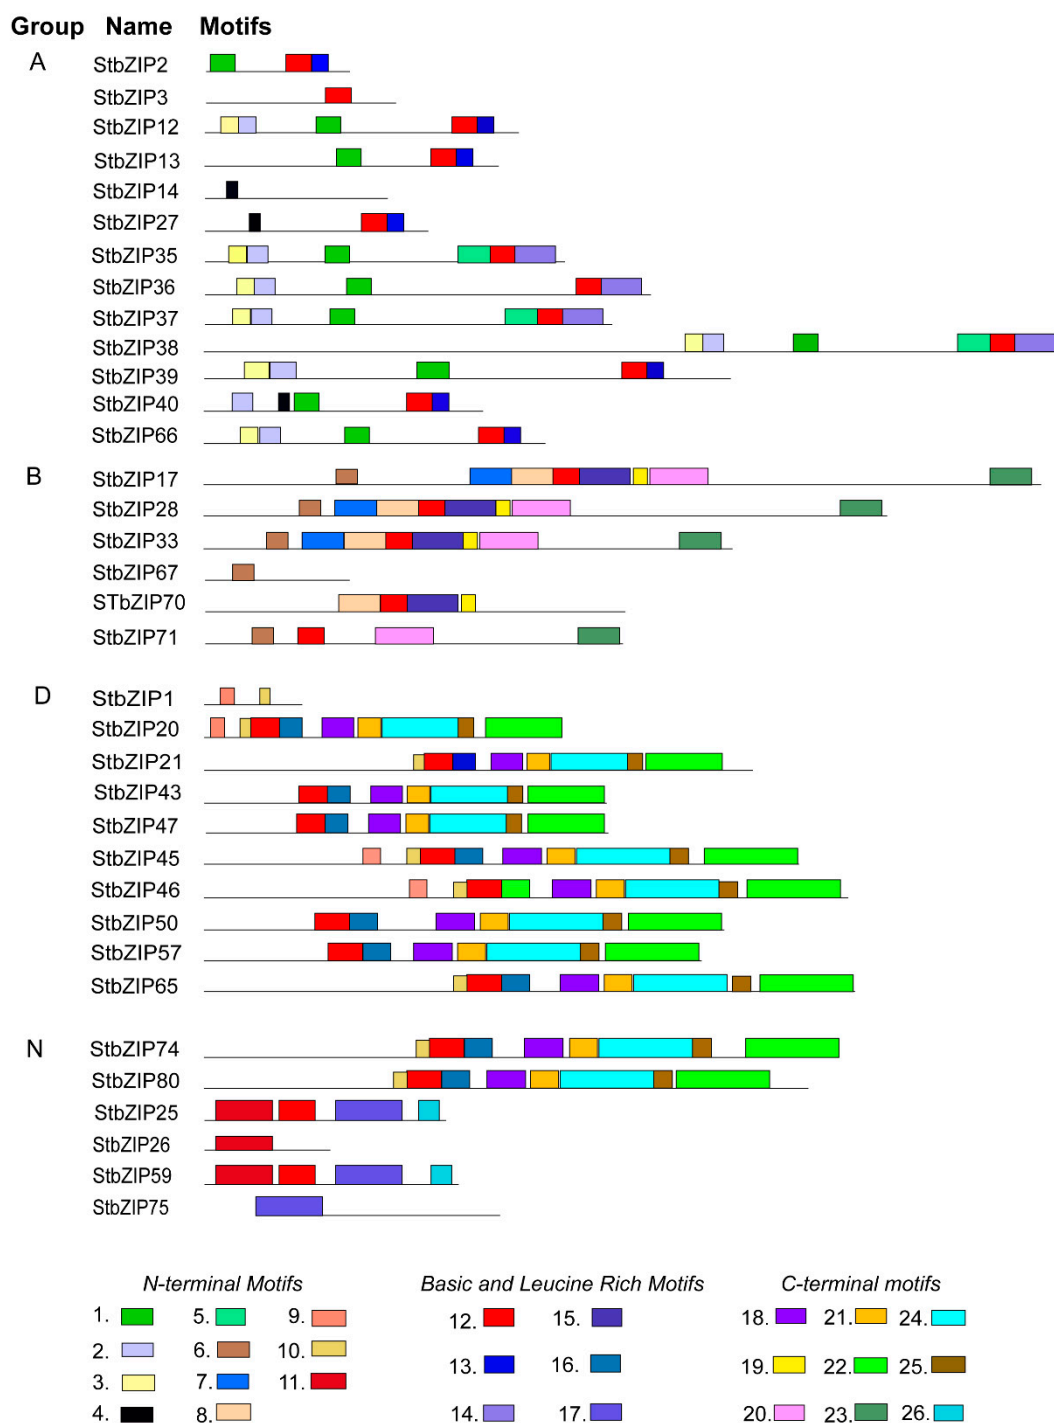 Group Name Motifs
A StbZIP2
StbZIP3
StbZIP12
StbZIP13
StbZIP14
StbZIP27
StbZIP35
StbZIP36
StbZIP37
StbZIP38
StbZIP39
StbZIP40
StbZIP66
B StbZIP17
StbZIP28
StbZIP33
StbZIP67
STbZIP70
StbZIP71
D StbZIP1
StbZIP20
StbZIP21
StbZIP43
StbZIP47
StbZIP45
StbZIP46
StbZIP50
StbZIP57
StbZIP65
N StbZIP74
StbZIP80
StbZIP25
StbZIP26
StbZIP59
StbZIP75
N-terminal Motifs Basic and Leucine Rich Motifs C-terminal motifs
1. 5. 9. 12. 15. 18. 21. 24.
2. 6. 10. 13. 16. 19. 22. 25.
3. 7. 11. 14. 17. 20. 23. 26.
4. 8.